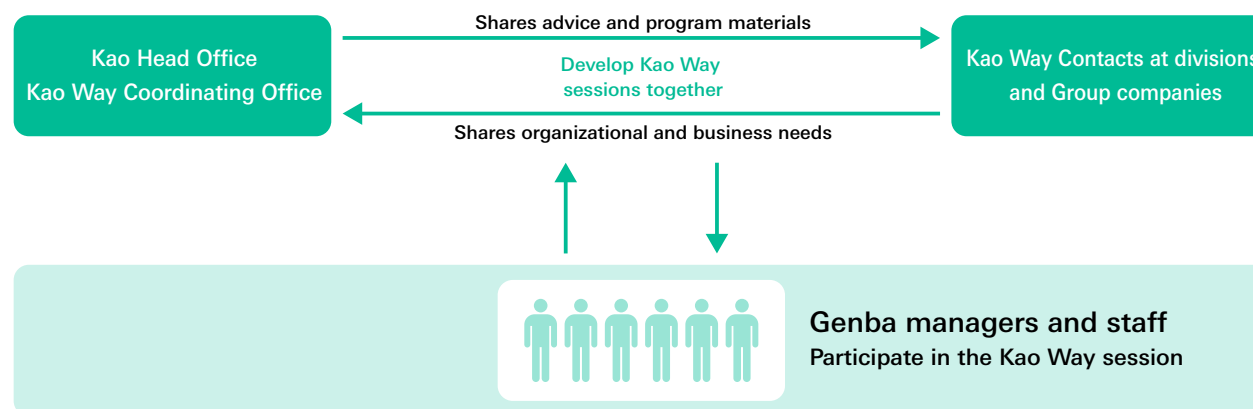 Shares advice and program materials
Kao Head Office
Kao Way Coordinating Office
Develop Kao Way
sessions together
Kao Way Contacts at divisions
and Group companies
Shares organizational and business needs
Genba managers and staff
Participate in the Kao Way session